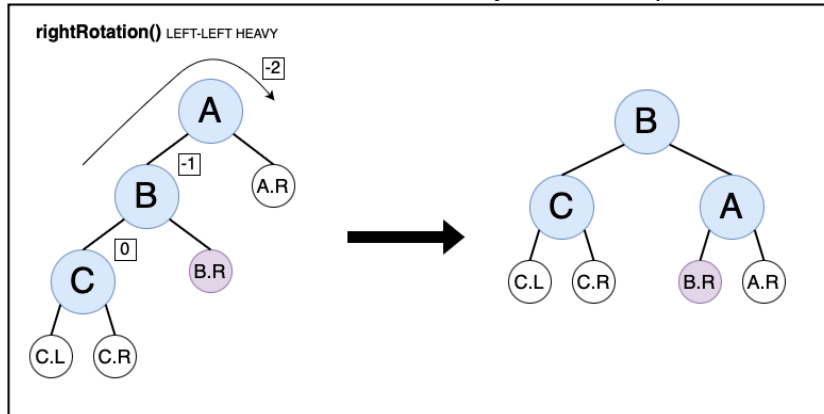 rightRotation() LEFT-LEFT HEAVY
-2
A
-1
B
A.R
0
C
B.R
C.L
C.R
B
C
A
C.L
C.R
B.R
A.R